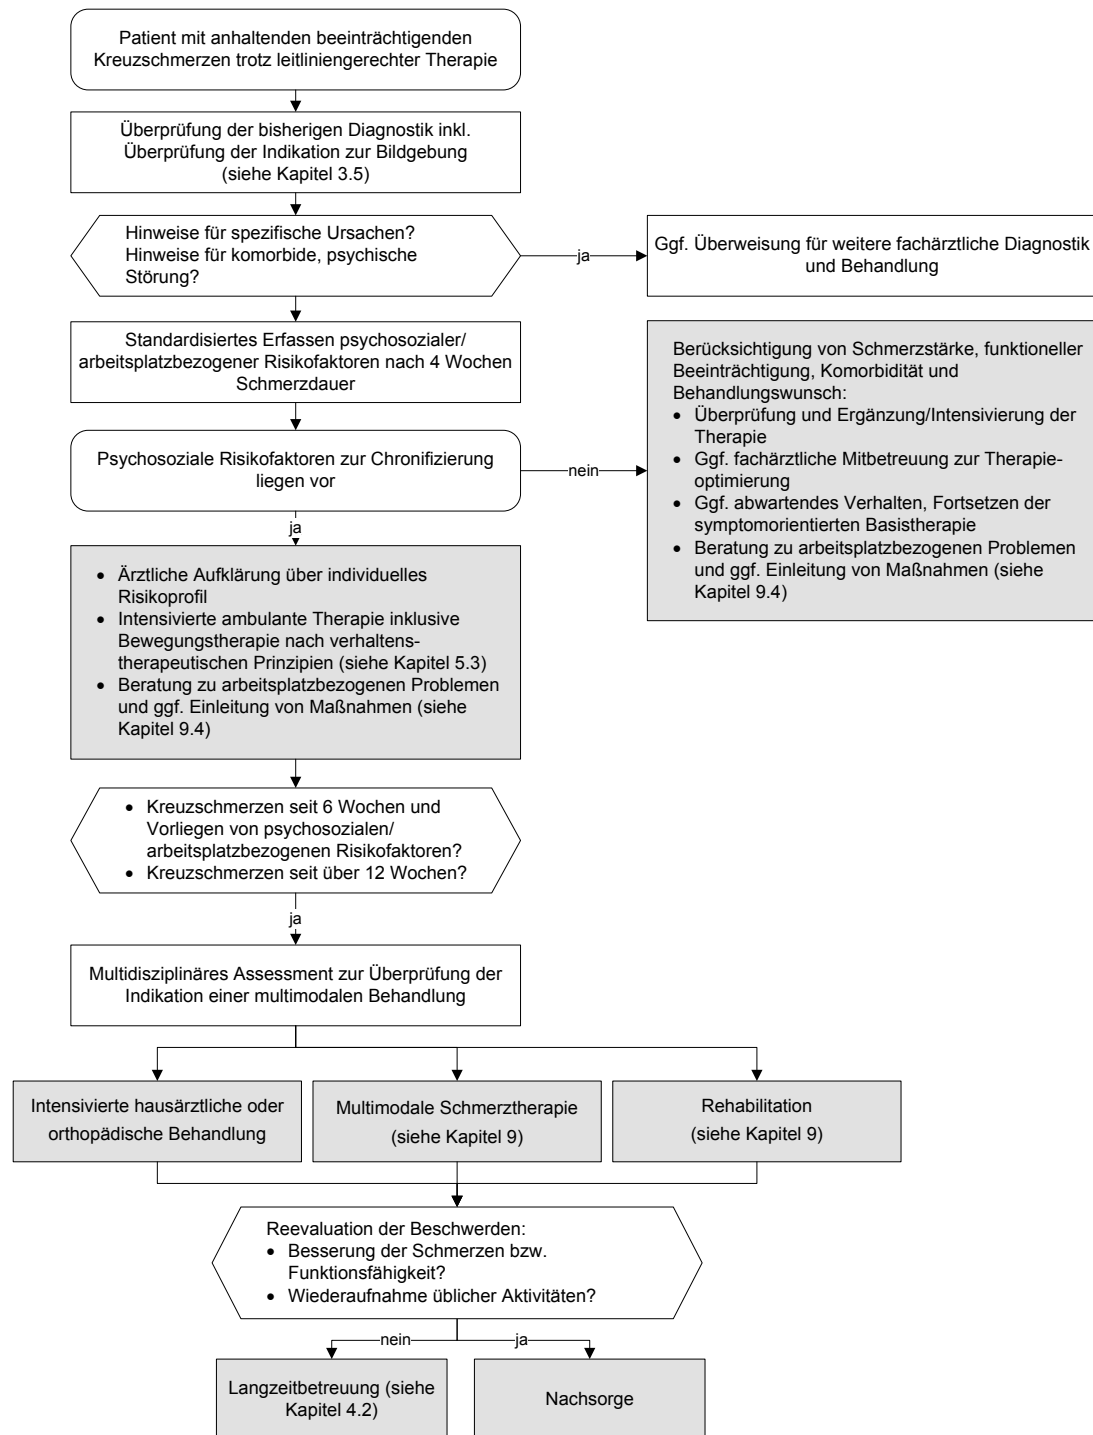 Patient mit anhaltenden beeinträchtigenden
Kreuzschmerzen trotz leitliniengerechter Therapie
Überprüfung der bisherigen Diagnostik inkl.
Überprüfung der Indikation zur Bildgebung
(siehe Kapitel 3.5)
Hinweise für spezifische Ursachen?
Hinweise für komorbide, psychische
Störung?
ja
Ggf. Überweisung für weitere fachärztliche Diagnostik
und Behandlung
Standardisiertes Erfassen psychosozialer/
arbeitsplatzbezogener Risikofaktoren nach 4 Wochen
Schmerzdauer
Psychosoziale Risikofaktoren zur Chronifizierung
liegen vor
nein
Berücksichtigung von Schmerzstärke, funktioneller
Beeinträchtigung, Komorbidität und
Behandlungswunsch:
• Überprüfung und Ergänzung/Intensivierung der
Therapie
• Ggf. fachärztliche Mitbetreuung zur Therapie-
optimierung
• Ggf. abwartendes Verhalten, Fortsetzen der
symptomorientierten Basistherapie
• Beratung zu arbeitsplatzbezogenen Problemen
und ggf. Einleitung von Maßnahmen (siehe
Kapitel 9.4)
ja
• Ärztliche Aufklärung über individuelles
Risikoprofil
• Intensivierte ambulante Therapie inklusive
Bewegungstherapie nach verhaltens-
therapeutischen Prinzipien (siehe Kapitel 5.3)
• Beratung zu arbeitsplatzbezogenen Problemen
und ggf. Einleitung von Maßnahmen (siehe
Kapitel 9.4)
• Kreuzschmerzen seit 6 Wochen und
Vorliegen von psychosozialen/
arbeitsplatzbezogenen Risikofaktoren?
• Kreuzschmerzen seit über 12 Wochen?
ja
Multidisziplinäres Assessment zur Überprüfung der
Indikation einer multimodalen Behandlung
Intensivierte hausärztliche oder
orthopädische Behandlung
Multimodale Schmerztherapie
(siehe Kapitel 9)
Rehabilitation
(siehe Kapitel 9)
Reevaluation der Beschwerden:
• Besserung der Schmerzen bzw.
Funktionsfähigkeit?
• Wiederaufnahme üblicher Aktivitäten?
nein
ja
Langzeitbetreuung (siehe
Kapitel 4.2)
Nachsorge